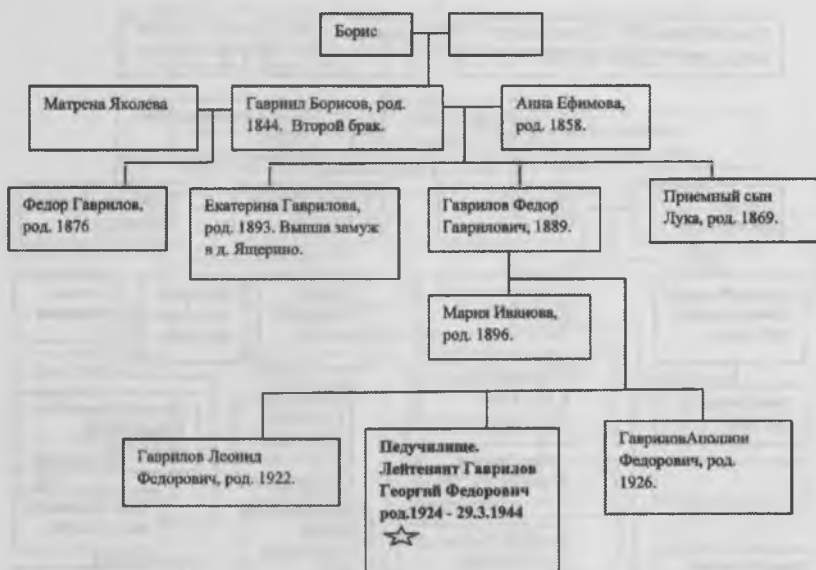 Борис
Матрена Яколева
Гавриил Борисов, род.
1844. Второй брак.
Анна Ефимова,
род. 1858.
Федор Гаврилов,
род. 1876
Екатерина Гаврилова,
род. 1893. Вышла замуж
в д. Ящерино.
Гаврилов Федор
Гаврилович, 1889.
Приемный сын
Лука, род. 1869.
Мария Иванова,
род. 1896.
Гаврилов Леонид
Федорович, род. 1922.
Педучилище.
Лейтенант Гаврилов
Георгий Федорович
род.1924 - 29.3.1944
ГавриловАполлон
Федорович, род.
1926.